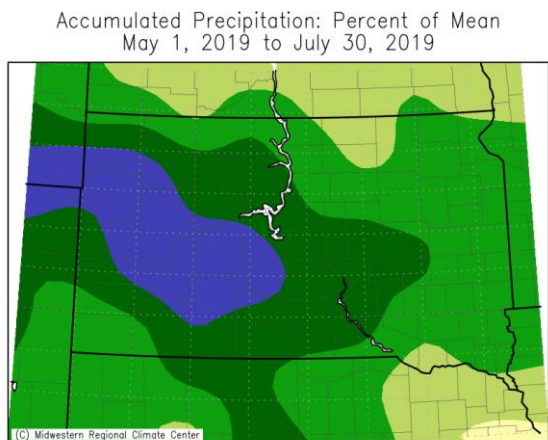 Accumulated Precipitation: Percent of Mean
May 1, 2019 to July 30, 2019
(C) Midwestern Regional Climate Center